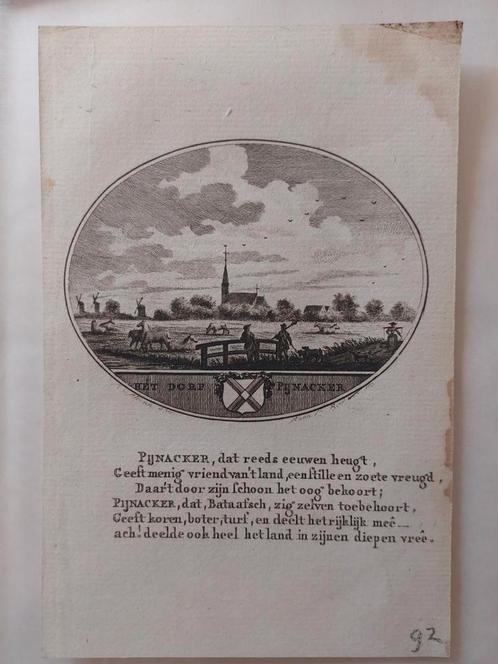 HET DORP PIJNACKER
PIJNACKER, dat reeds eeuwen heugt,
Geeft menig vriend van't land, een stille en zoete vreugd,
Daar't door zijn schoon het oog bekoort;
PIJNACKER, dat, Bataafsch, zig zelven toebehoort,
Geeft koren, boter, turf, en deelt het rijklijk meê
ach! deelde ook heel het land in zijnen diepen vreê.
92